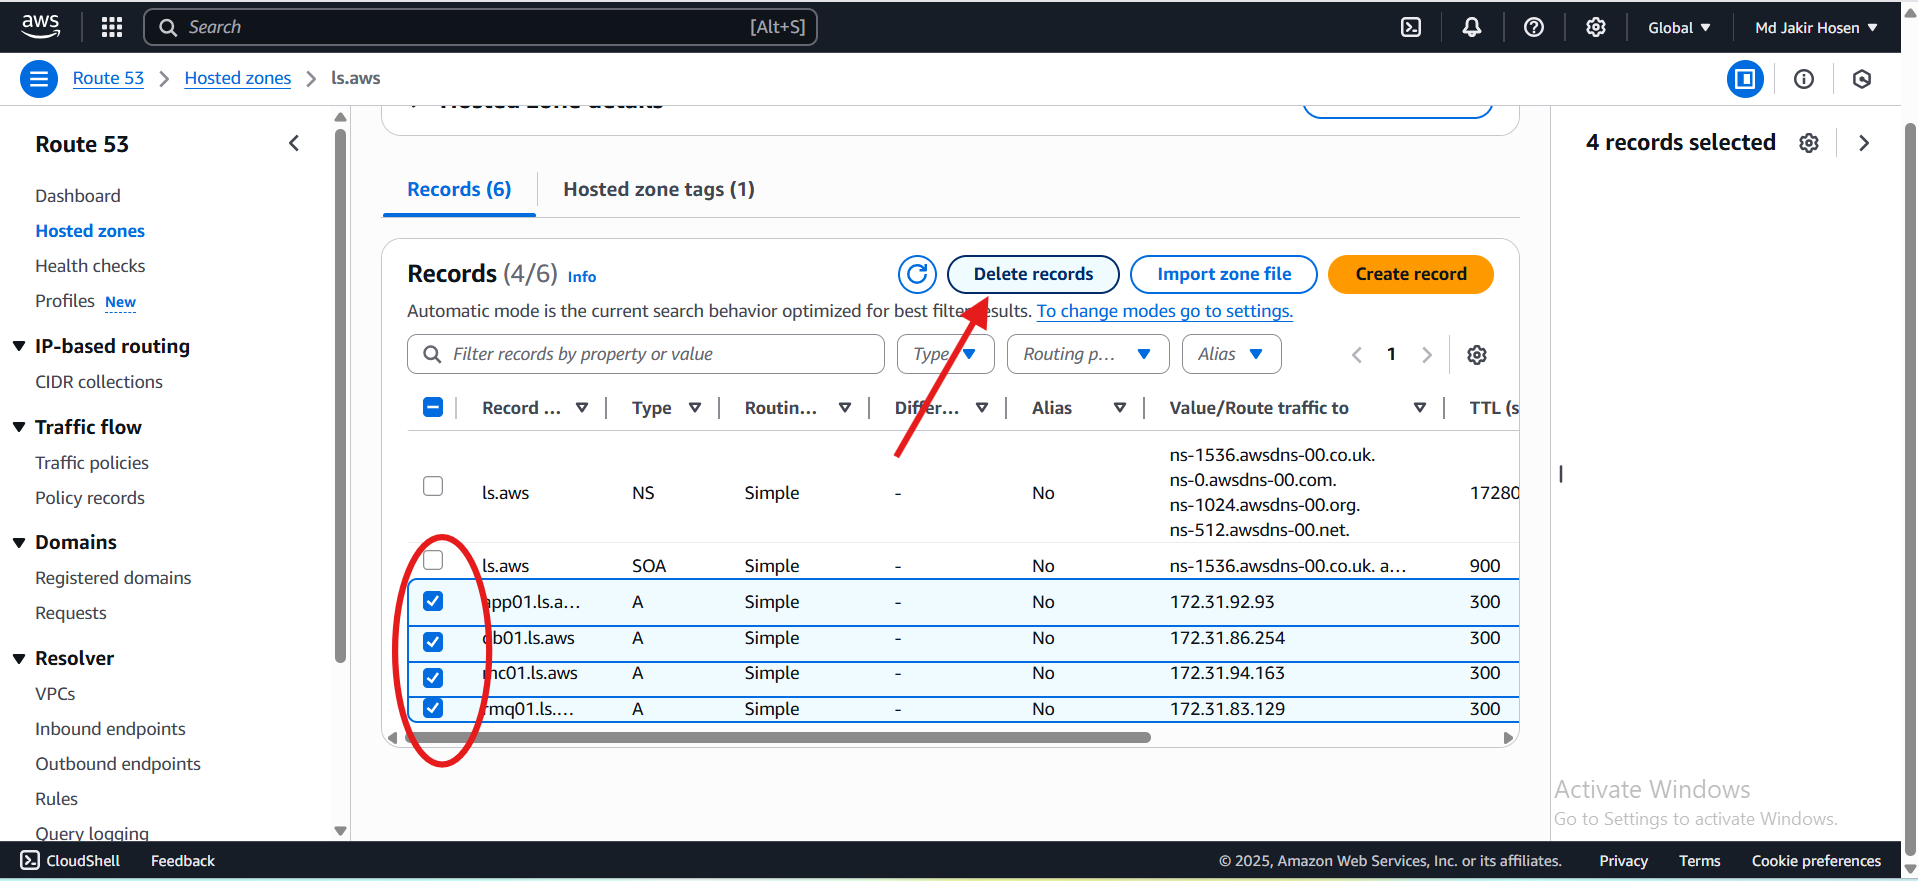 aws
Search [Alt+S]
Global
Md Jakir Hosen
Route 53 > Hosted zones > ls.aws
Route 53
Dashboard
Hosted zones
Health checks
Profiles New
IP-based routing
CIDR collections
Traffic flow
Traffic policies
Policy records
Domains
Registered domains
Requests
Resolver
VPCs
Inbound endpoints
Outbound endpoints
Rules
Query logging
Hosted zone details
Records (6)
Hosted zone tags (1)
Records (4/6) Info
Delete records
Import zone file
Create record
Automatic mode is the current search behavior optimized for best filter results. To change modes go to settings.
Filter records by property or value
Type
Routing p...
Alias
1
Record ... Type Routin... Differ... Alias Value/Route traffic to TTL (s
ls.aws NS Simple - No ns-1536.awsdns-00.co.uk. 17280
ns-0.awsdns-00.com.
ns-1024.awsdns-00.org.
ns-512.awsdns-00.net.
ls.aws SOA Simple - No ns-1536.awsdns-00.co.uk. a... 900
app01.ls.a... A Simple - No 172.31.92.93 300
db01.ls.aws A Simple - No 172.31.86.254 300
mc01.ls.aws A Simple - No 172.31.94.163 300
rmq01.ls.... A Simple - No 172.31.83.129 300
4 records selected
Activate Windows
Go to Settings to activate Windows.
CloudShell
Feedback
© 2025, Amazon Web Services, Inc. or its affiliates.
Privacy
Terms
Cookie preferences